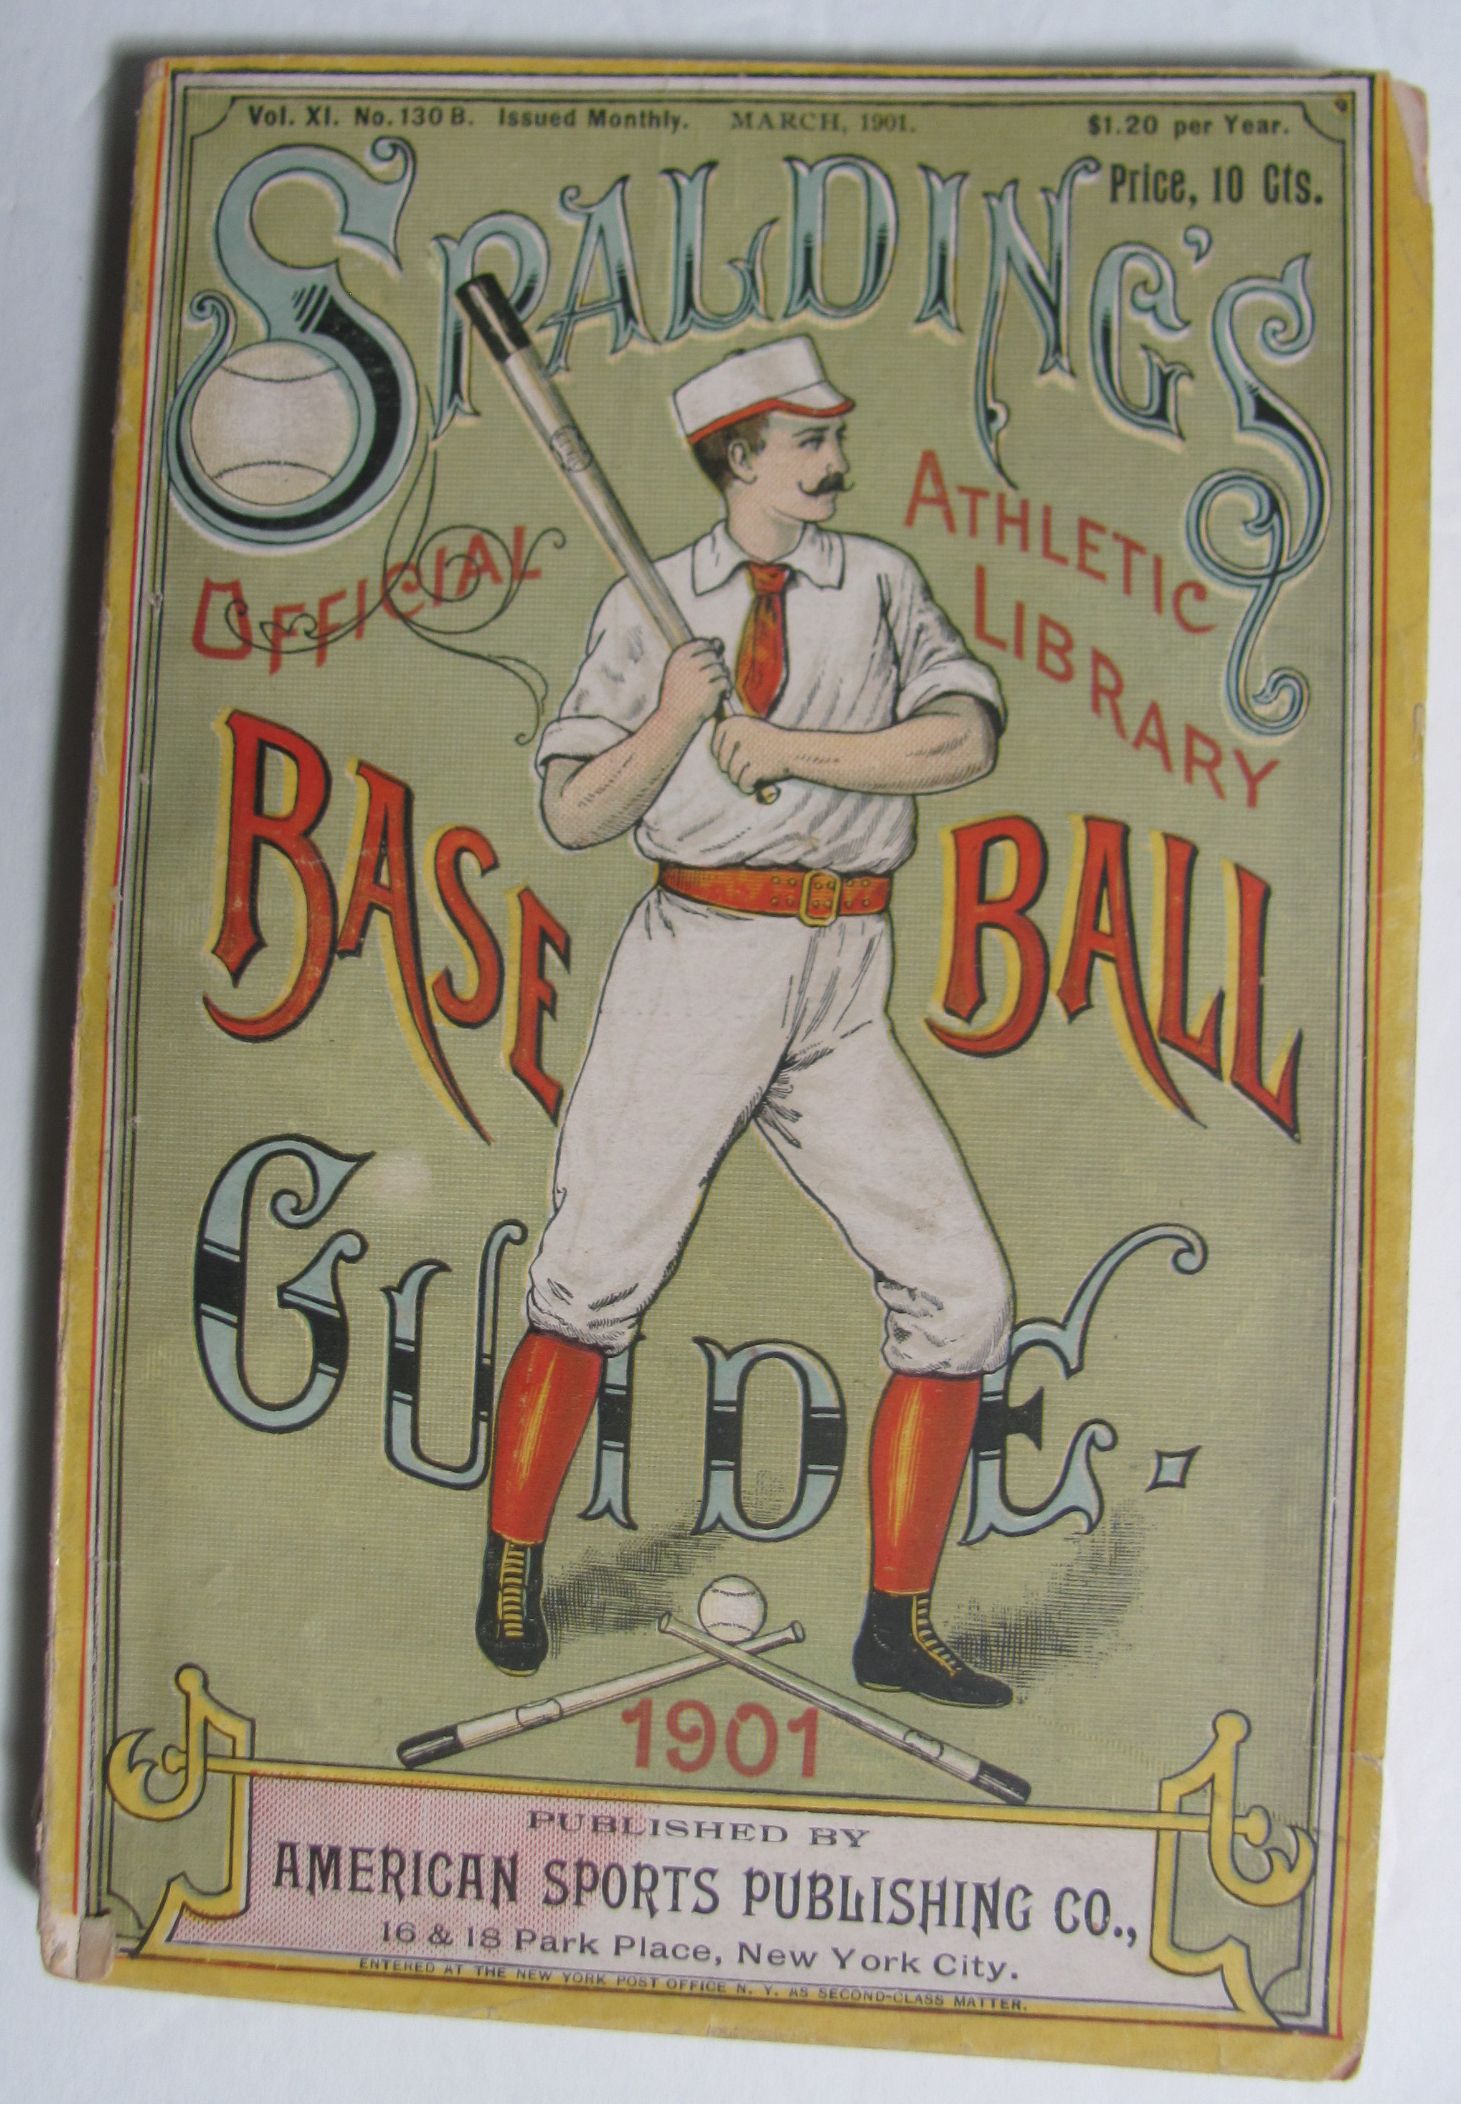 Vol. XI. No. 130 B. Issued Monthly. MARCH, 1901. $1.20 per Year.
Price, 10 Cts.
SPALDING'S
OFFICIAL
ATHLETIC
LIBRARY
BASE BALL
GUIDE.
1901
PUBLISHED BY
AMERICAN SPORTS PUBLISHING CO.,
16 & 18 Park Place, New York City.
ENTERED AT THE NEW YORK POST OFFICE N. Y. AS SECOND-CLASS MATTER.